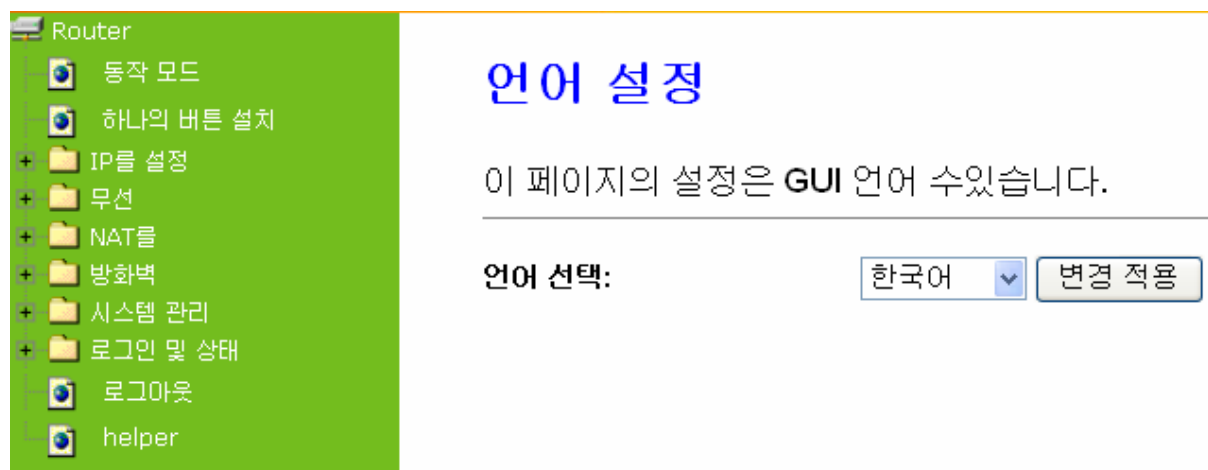 Router
동작 모드
하나의 버튼 설치
IP를 설정
무선
NAT를
방화벽
시스템 관리
로그인 및 상태
로그아웃
helper
언어 설정
이 페이지의 설정은 GUI 언어 수있습니다.
언어 선택: 한국어 변경 적용